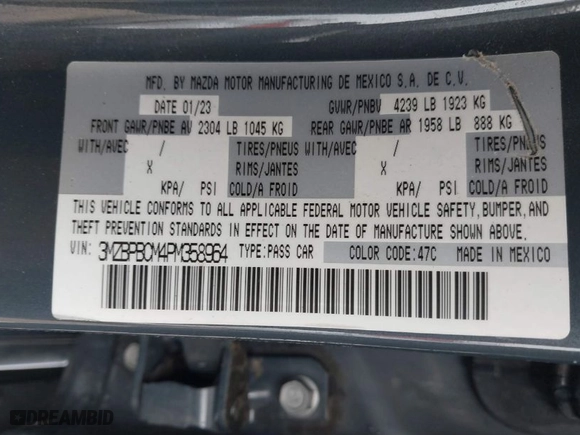 MFD. BY MAZDA MOTOR MANUFACTURING DE MEXICO S.A. DE C.V.
DATE 01/23 GVWR/PNBV 4239 LB 1923 KG
FRONT GAWR/PNBE AV 2304 LB 1045 KG REAR GAWR/PNBE AR 1958 LB 888 KG
WITH/AVEC / TIRES/PNEUS WITH/AVEC / TIRES/PNEUS
X RIMS/JANTES X RIMS/JANTES
KPA/ PSI COLD/A FROID KPA/ PSI COLD/A FROID
THIS VEHICLE CONFORMS TO ALL APPLICABLE FEDERAL MOTOR VEHICLE SAFETY, BUMPER, AND
THEFT PREVENTION STANDARDS IN EFFECT ON THE DATE OF MANUFACTURE SHOWN ABOVE.
VIN: 3MZBPBCM4PM358964 TYPE:PASS CAR COLOR CODE:47C MADE IN MEXICO
DREAMBID